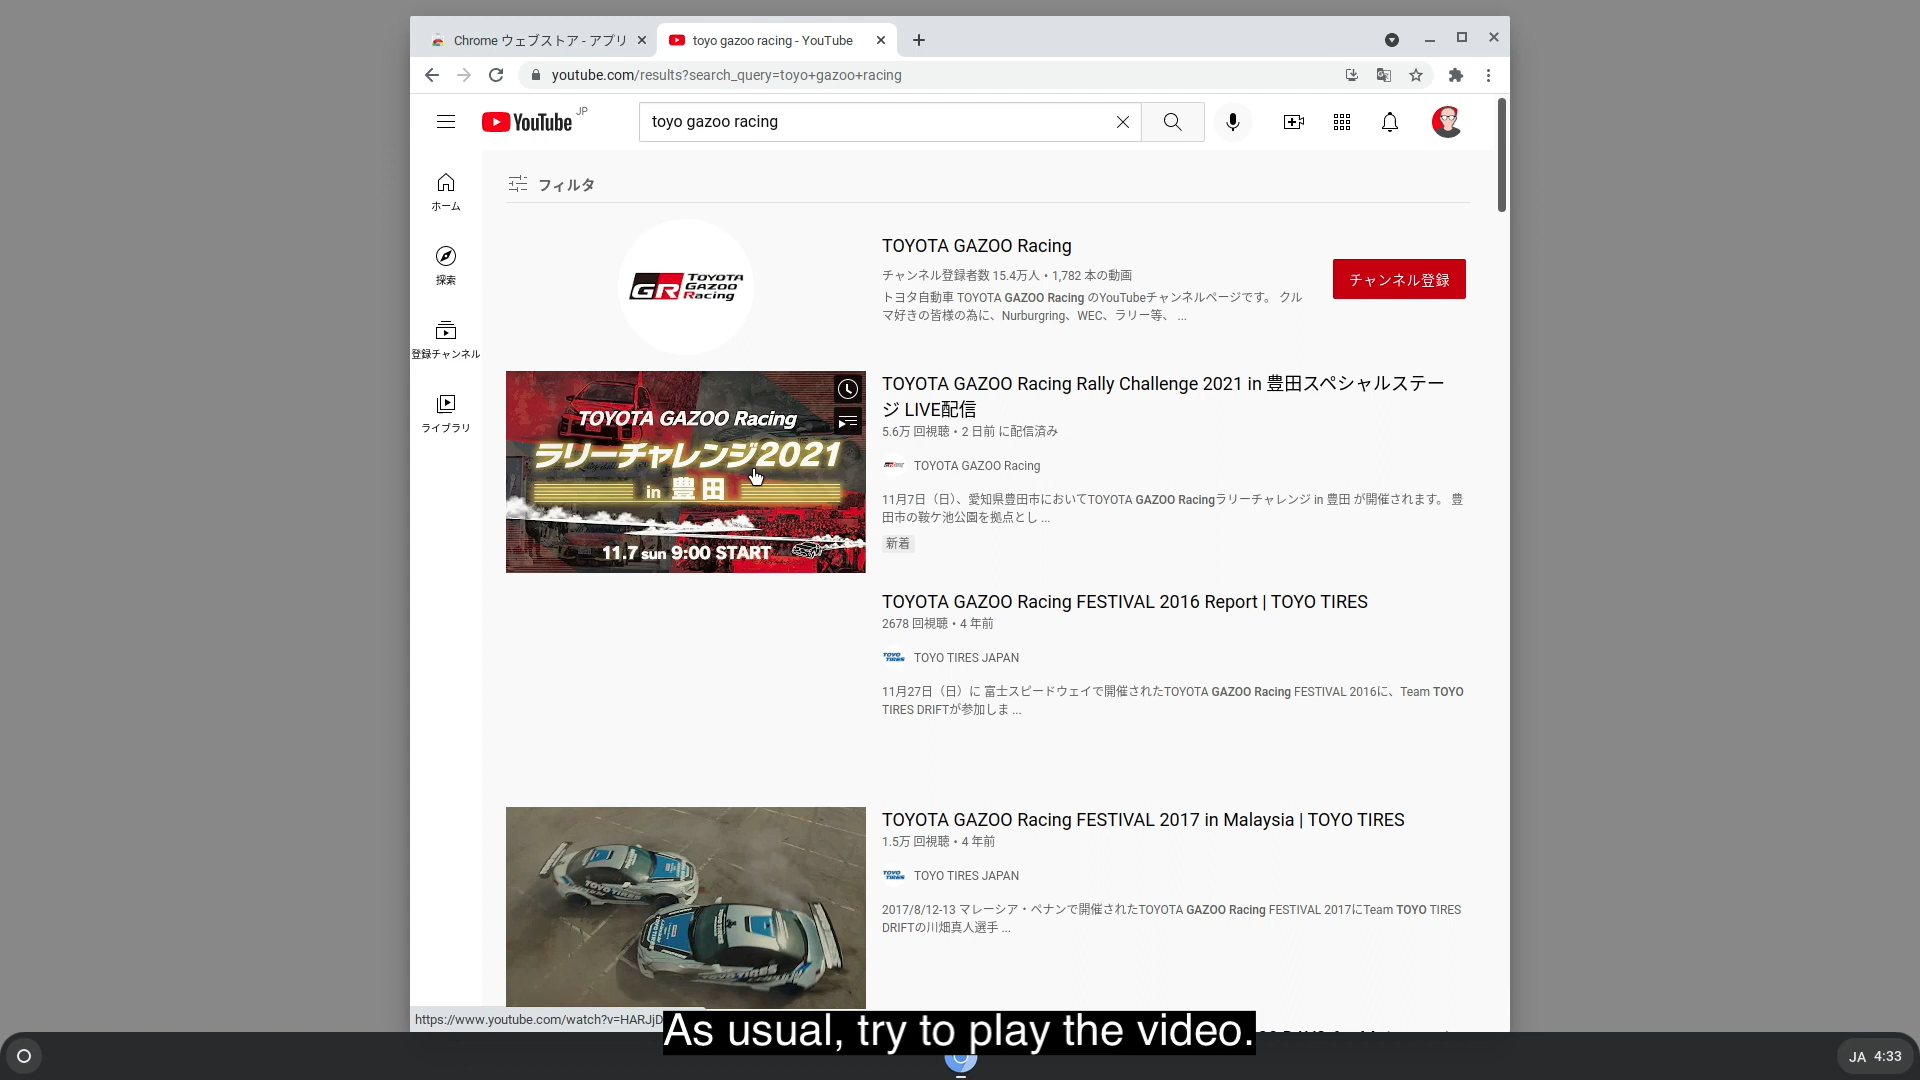 Chrome ウェブストア - アプリ
toyo gazoo racing - YouTube
youtube.com/results?search_query=toyo+gazoo+racing
YouTube JP
toyo gazoo racing
フィルタ
ホーム
探索
登録チャンネル
ライブラリ
TOYOTA GAZOO Racing
TOYOTA GAZOO Racing
チャンネル登録者数 15.4万人・1,782 本の動画
トヨタ自動車 TOYOTA GAZOO Racing のYouTubeチャンネルページです。 クル
マ好きの皆様の為に、Nurburgring、WEC、ラリー等、 ...
チャンネル登録
TOYOTA GAZOO Racing
ラリーチャレンジ2021
in 豊田
11.7 sun 9:00 START
TOYOTA GAZOO Racing Rally Challenge 2021 in 豊田スペシャルステー
ジ LIVE配信
5.6万 回視聴・2 日前 に配信済み
TOYOTA GAZOO Racing
11月7日（日）、愛知県豊田市においてTOYOTA GAZOO Racingラリーチャレンジ in 豊田 が開催されます。 豊
田市の鞍ケ池公園を拠点とし ...
新着
TOYOTA GAZOO Racing FESTIVAL 2016 Report | TOYO TIRES
2678 回視聴・4 年前
TOYO TIRES JAPAN
11月27日（日）に 富士スピードウェイで開催されたTOYOTA GAZOO Racing FESTIVAL 2016に、Team TOYO
TIRES DRIFTが参加しま ...
TOYOTA GAZOO Racing FESTIVAL 2017 in Malaysia | TOYO TIRES
1.5万 回視聴・4 年前
TOYO TIRES JAPAN
2017/8/12-13 マレーシア・ペナンで開催されたTOYOTA GAZOO Racing FESTIVAL 2017にTeam TOYO TIRES
DRIFTの川畑真人選手 ...
https://www.youtube.com/watch?v=HARJjD
As usual, try to play the video.
JA 4:33